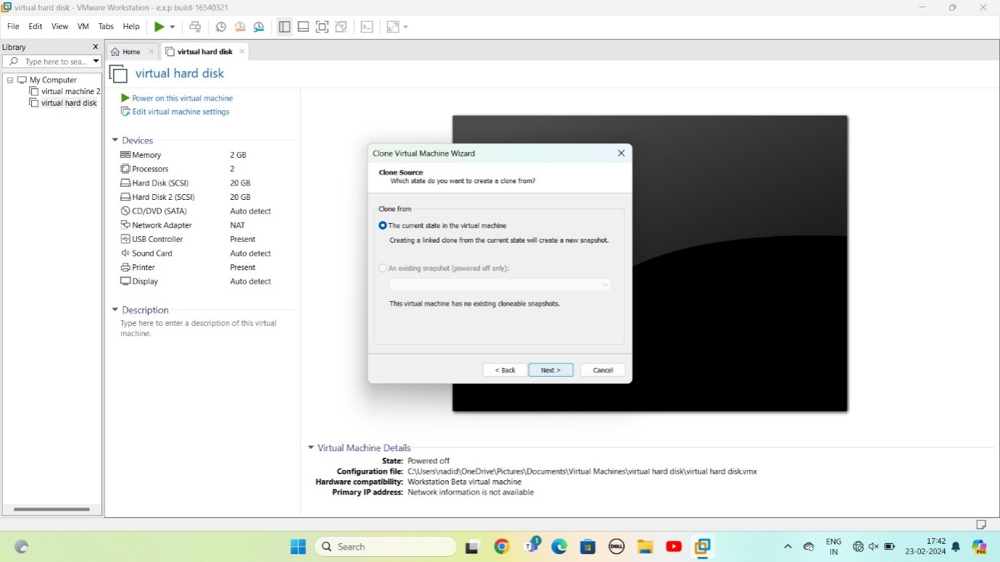 virtual hard disk - VMware Workstation - e.x.p build-16540321
File Edit View VM Tabs Help
Library
Type here to sea...
My Computer
virtual machine 2
virtual hard disk
Home
virtual hard disk
virtual hard disk
Power on this virtual machine
Edit virtual machine settings
Devices
Memory 2 GB
Processors 2
Hard Disk (SCSI) 20 GB
Hard Disk 2 (SCSI) 20 GB
CD/DVD (SATA) Auto detect
Network Adapter NAT
USB Controller Present
Sound Card Auto detect
Printer Present
Display Auto detect
Description
Type here to enter a description of this virtual
machine.
Clone Virtual Machine Wizard
Clone Source
Which state do you want to create a clone from?
Clone from
The current state in the virtual machine
Creating a linked clone from the current state will create a new snapshot.
An existing snapshot (powered off only):
This virtual machine has no existing cloneable snapshots.
< Back Next > Cancel
Virtual Machine Details
State: Powered off
Configuration file: C:\Users\nadid\OneDrive\Pictures\Documents\Virtual Machines\virtual hard disk\virtual hard disk.vmx
Hardware compatibility: Workstation Beta virtual machine
Primary IP address: Network information is not available
Search
1
DELL
ENG
IN
17:42
23-02-2024
PRE